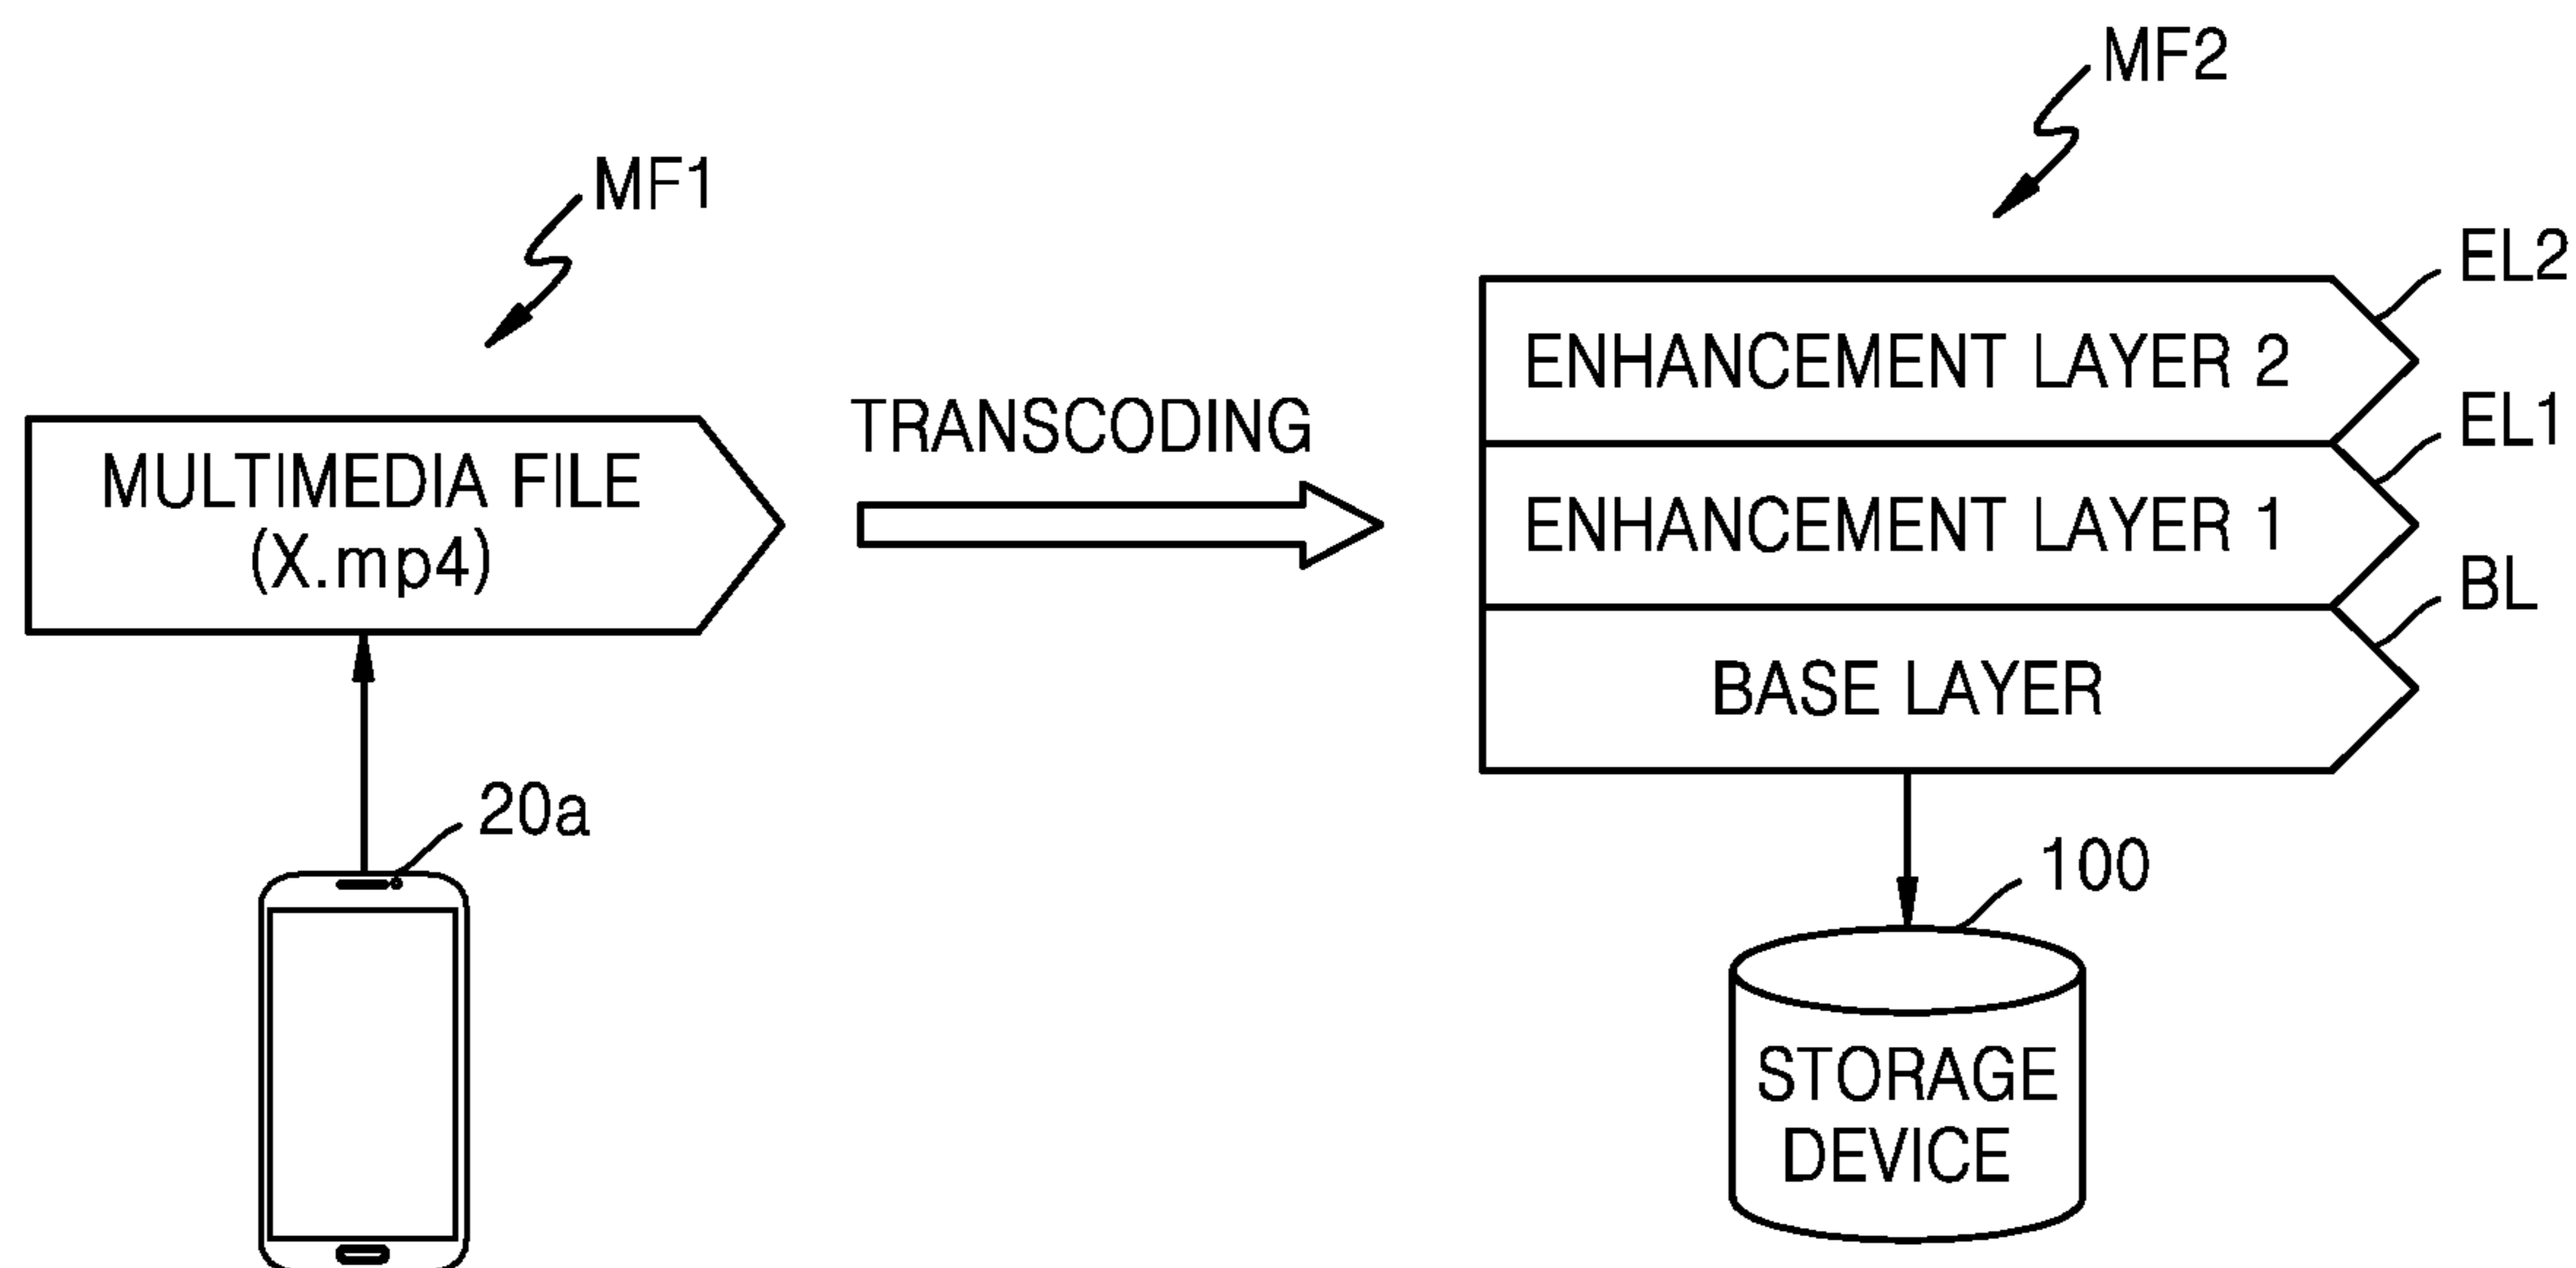 MF2
MF1
EL2
ENHANCEMENT LAYER 2
EL1
TRANSCODING
MULTIMEDIA FILE
(X.mp4)
ENHANCEMENT LAYER 1
BL
BASE LAYER
20a
100
STORAGE
DEVICE